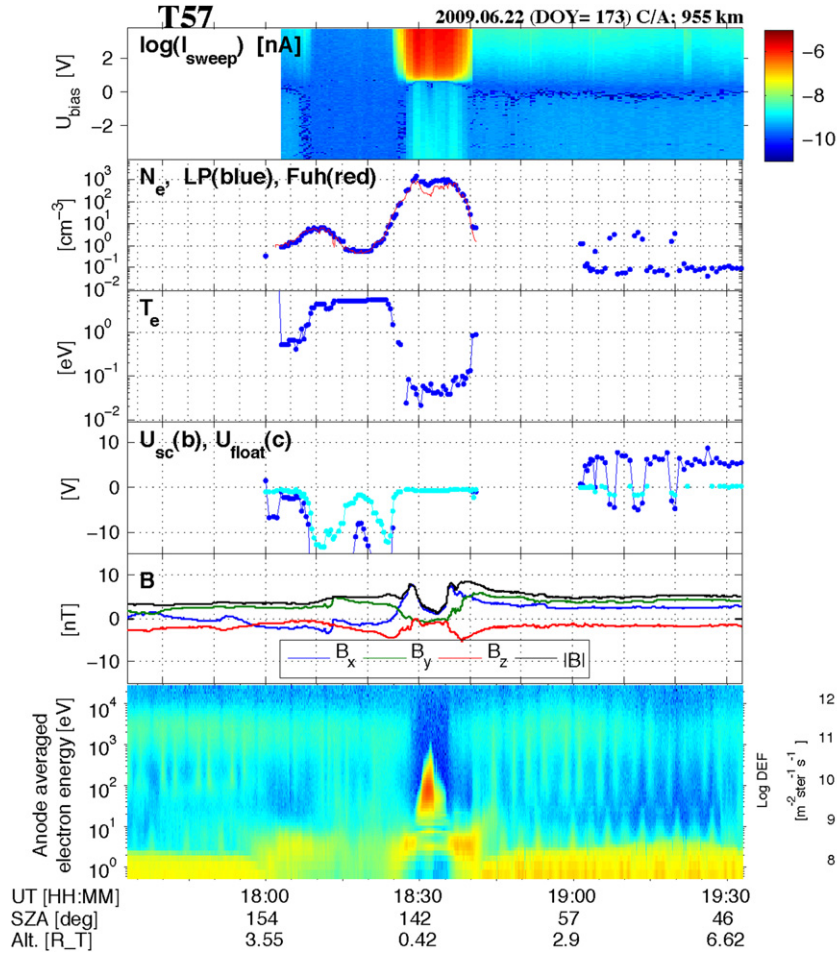 T57
2009.06.22 (DOY= 173) C/A: 955 km
log(I_sweep) [nA]
U_bias [V]
2
0
−2
−6
−8
−10
N_e, LP(blue), Fuh(red)
[cm^-3]
10^3
10^2
10^1
10^0
10^-1
10^-2
T_e
[eV]
10^0
10^-1
10^-2
U_sc(b), U_float(c)
[V]
10
0
−10
B
[nT]
10
0
−10
B_x B_y B_z |B|
Anode averaged
electron energy [eV]
10^4
10^3
10^2
10^1
10^0
Log DEF
[m^-2 ster^-1 s^-1]
12
11
10
9
8
UT [HH:MM] 18:00 18:30 19:00 19:30
SZA [deg] 154 142 57 46
Alt. [R_T] 3.55 0.42 2.9 6.62